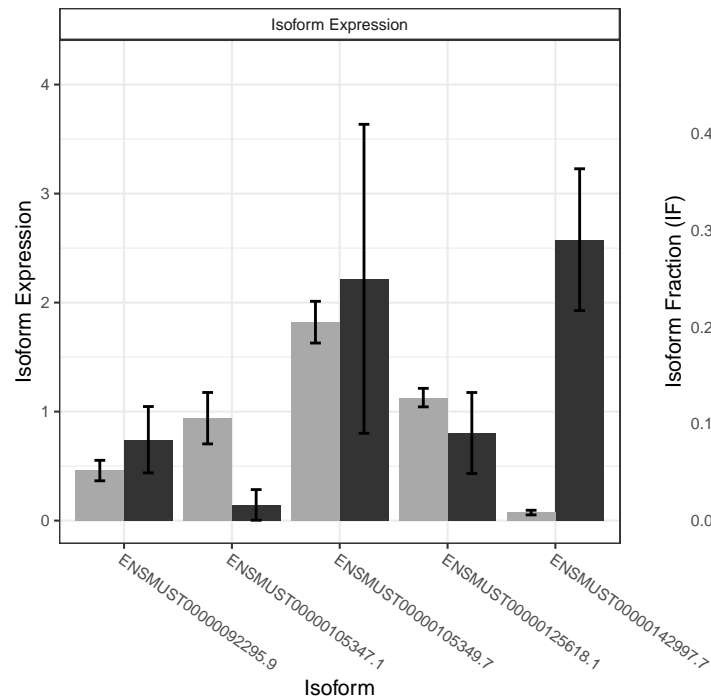 Isoform Expression
Isoform Expression
4
3
2
1
0
ENSMUST00000092295.9
ENSMUST00000105347.1
ENSMUST00000105349.7
ENSMUST00000125618.1
ENSMUST00000142997.7
Isoform
Isoform Fraction (IF)
0.4
0.3
0.2
0.1
0.0